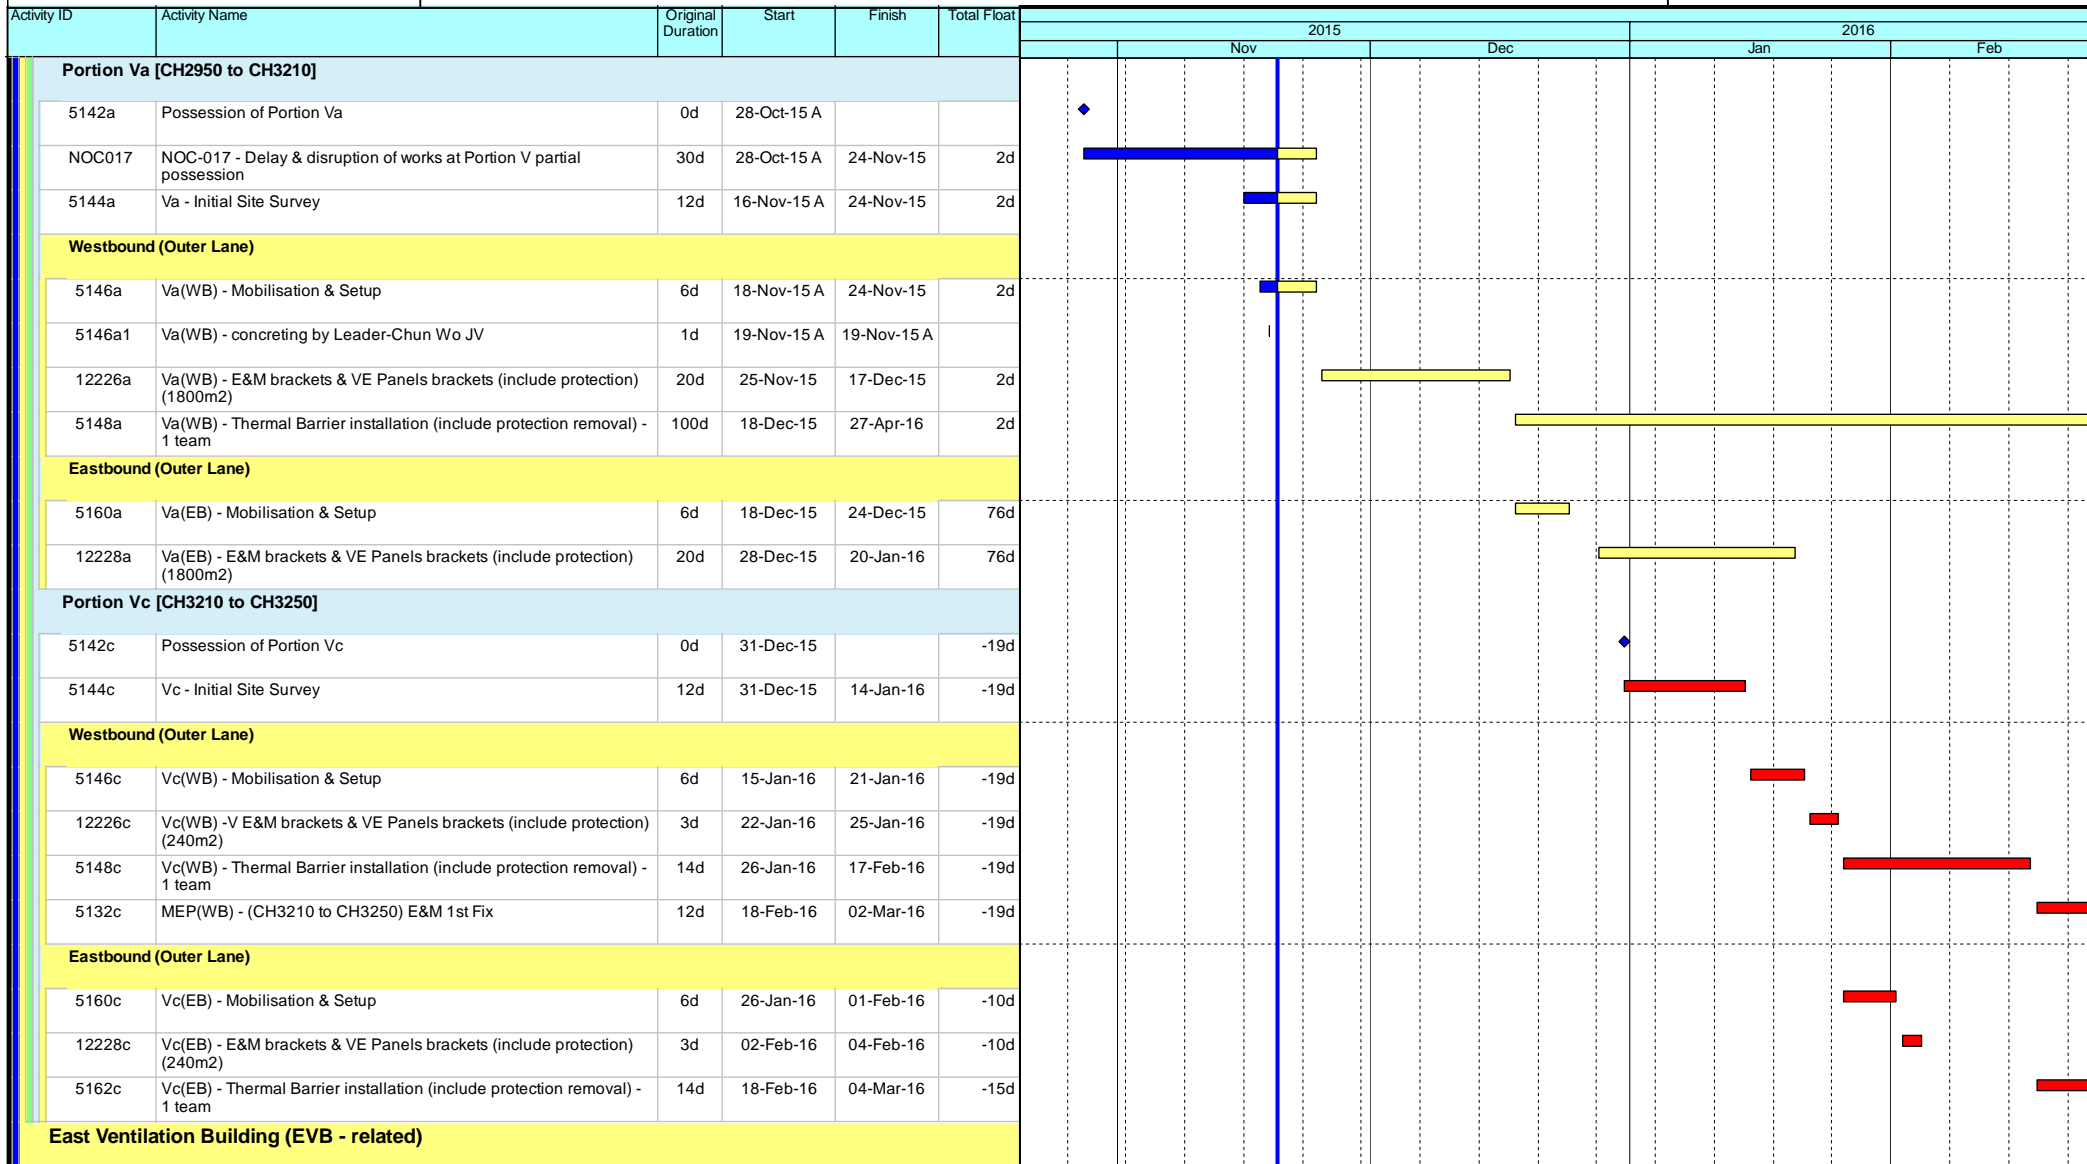 Activity ID Activity Name Original Duration Start Finish Total Float 2015 2016
Nov Dec Jan Feb
Portion Va [CH2950 to CH3210]
5142a Possession of Portion Va 0d 28-Oct-15 A
NOC017 NOC-017 - Delay & disruption of works at Portion V partial possession 30d 28-Oct-15 A 24-Nov-15 2d
5144a Va - Initial Site Survey 12d 16-Nov-15 A 24-Nov-15 2d
Westbound (Outer Lane)
5146a Va(WB) - Mobilisation & Setup 6d 18-Nov-15 A 24-Nov-15 2d
5146a1 Va(WB) - concreting by Leader-Chun Wo JV 1d 19-Nov-15 A 19-Nov-15 A
12226a Va(WB) - E&M brackets & VE Panels brackets (include protection) (1800m2) 20d 25-Nov-15 17-Dec-15 2d
5148a Va(WB) - Thermal Barrier installation (include protection removal) - 1 team 100d 18-Dec-15 27-Apr-16 2d
Eastbound (Outer Lane)
5160a Va(EB) - Mobilisation & Setup 6d 18-Dec-15 24-Dec-15 76d
12228a Va(EB) - E&M brackets & VE Panels brackets (include protection) (1800m2) 20d 28-Dec-15 20-Jan-16 76d
Portion Vc [CH3210 to CH3250]
5142c Possession of Portion Vc 0d 31-Dec-15 -19d
5144c Vc - Initial Site Survey 12d 31-Dec-15 14-Jan-16 -19d
Westbound (Outer Lane)
5146c Vc(WB) - Mobilisation & Setup 6d 15-Jan-16 21-Jan-16 -19d
12226c Vc(WB) -V E&M brackets & VE Panels brackets (include protection) (240m2) 3d 22-Jan-16 25-Jan-16 -19d
5148c Vc(WB) - Thermal Barrier installation (include protection removal) - 1 team 14d 26-Jan-16 17-Feb-16 -19d
5132c MEP(WB) - (CH3210 to CH3250) E&M 1st Fix 12d 18-Feb-16 02-Mar-16 -19d
Eastbound (Outer Lane)
5160c Vc(EB) - Mobilisation & Setup 6d 26-Jan-16 01-Feb-16 -10d
12228c Vc(EB) - E&M brackets & VE Panels brackets (include protection) (240m2) 3d 02-Feb-16 04-Feb-16 -10d
5162c Vc(EB) - Thermal Barrier installation (include protection removal) - 1 team 14d 18-Feb-16 04-Mar-16 -15d
East Ventilation Building (EVB - related)